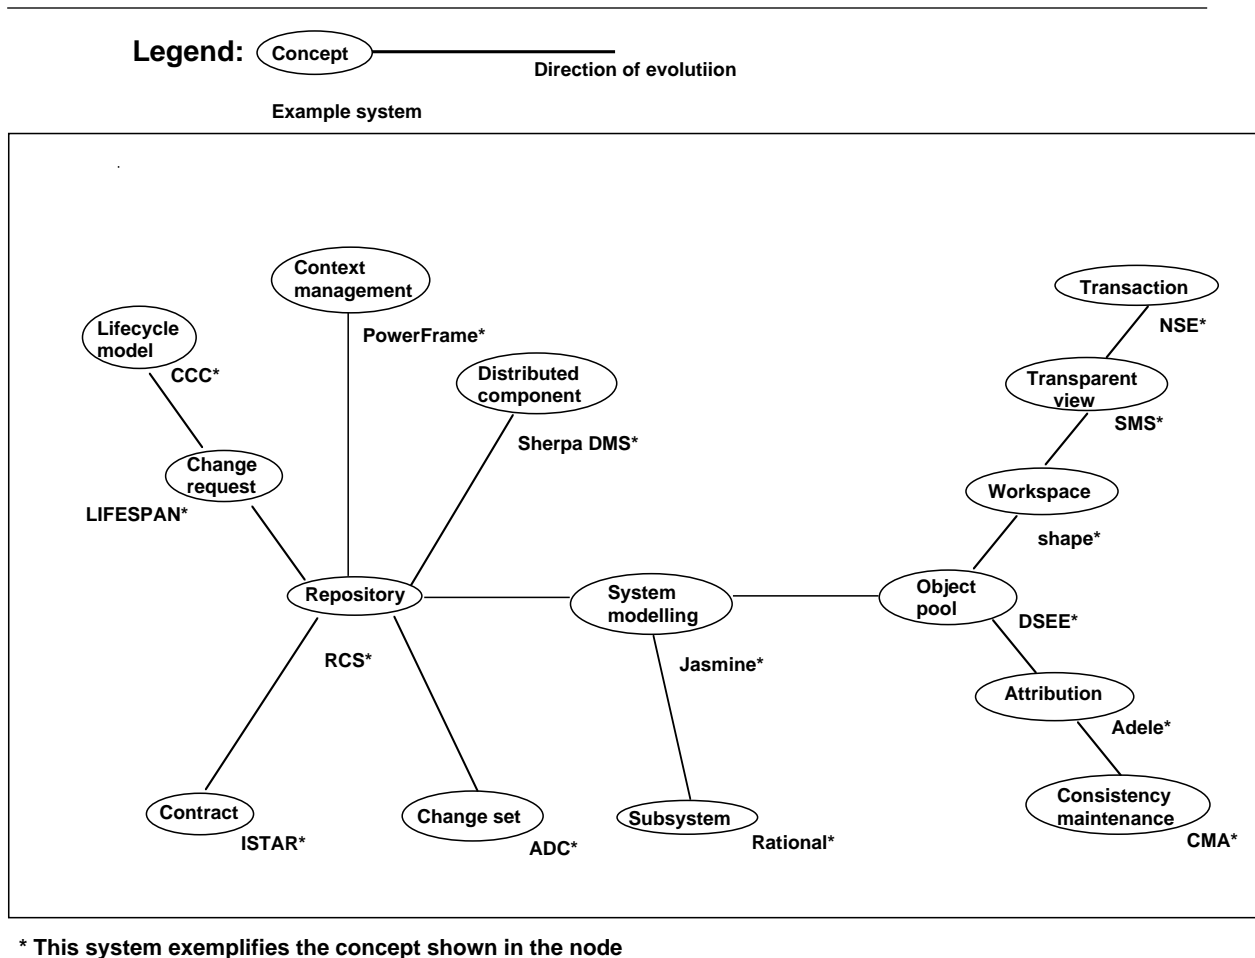 Legend:
Concept
Direction of evolutiion
Example system
Context
management
Transaction
NSE*
Lifecycle
model
PowerFrame*
CCC*
Distributed
component
Transparent
view
SMS*
Sherpa DMS*
Change
request
LIFESPAN*
Workspace
shape*
Repository
RCS*
System
modelling
Jasmine*
Object
pool
DSEE*
Attribution
Adele*
Contract
ISTAR*
Change set
ADC*
Subsystem
Rational*
Consistency
maintenance
CMA*
* This system exemplifies the concept shown in the node